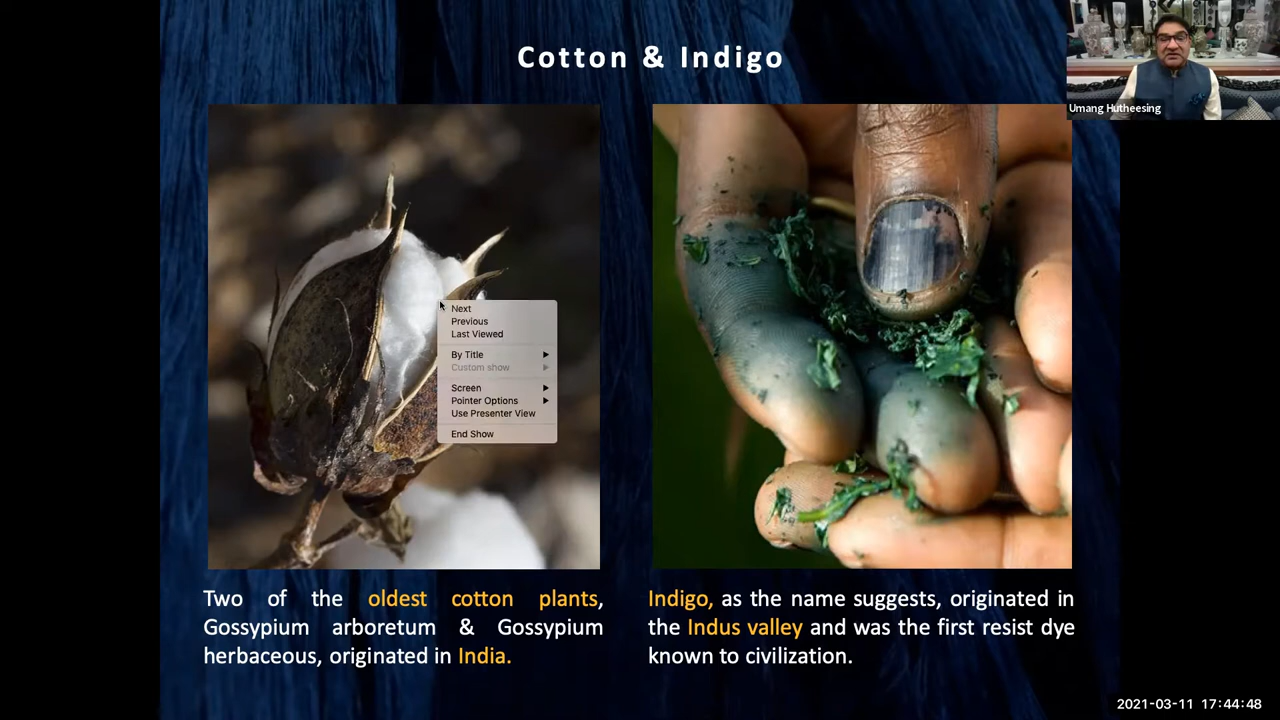 Cotton & Indigo
Umang Hutheesing
Next
Previous
Last Viewed
By Title
Custom show
Screen
Pointer Options
Use Presenter View
End Show
Two of the oldest cotton plants,
Gossypium arboretum & Gossypium
herbaceous, originated in India.
Indigo, as the name suggests, originated in
the Indus valley and was the first resist dye
known to civilization.
2021-03-11 17:44:48